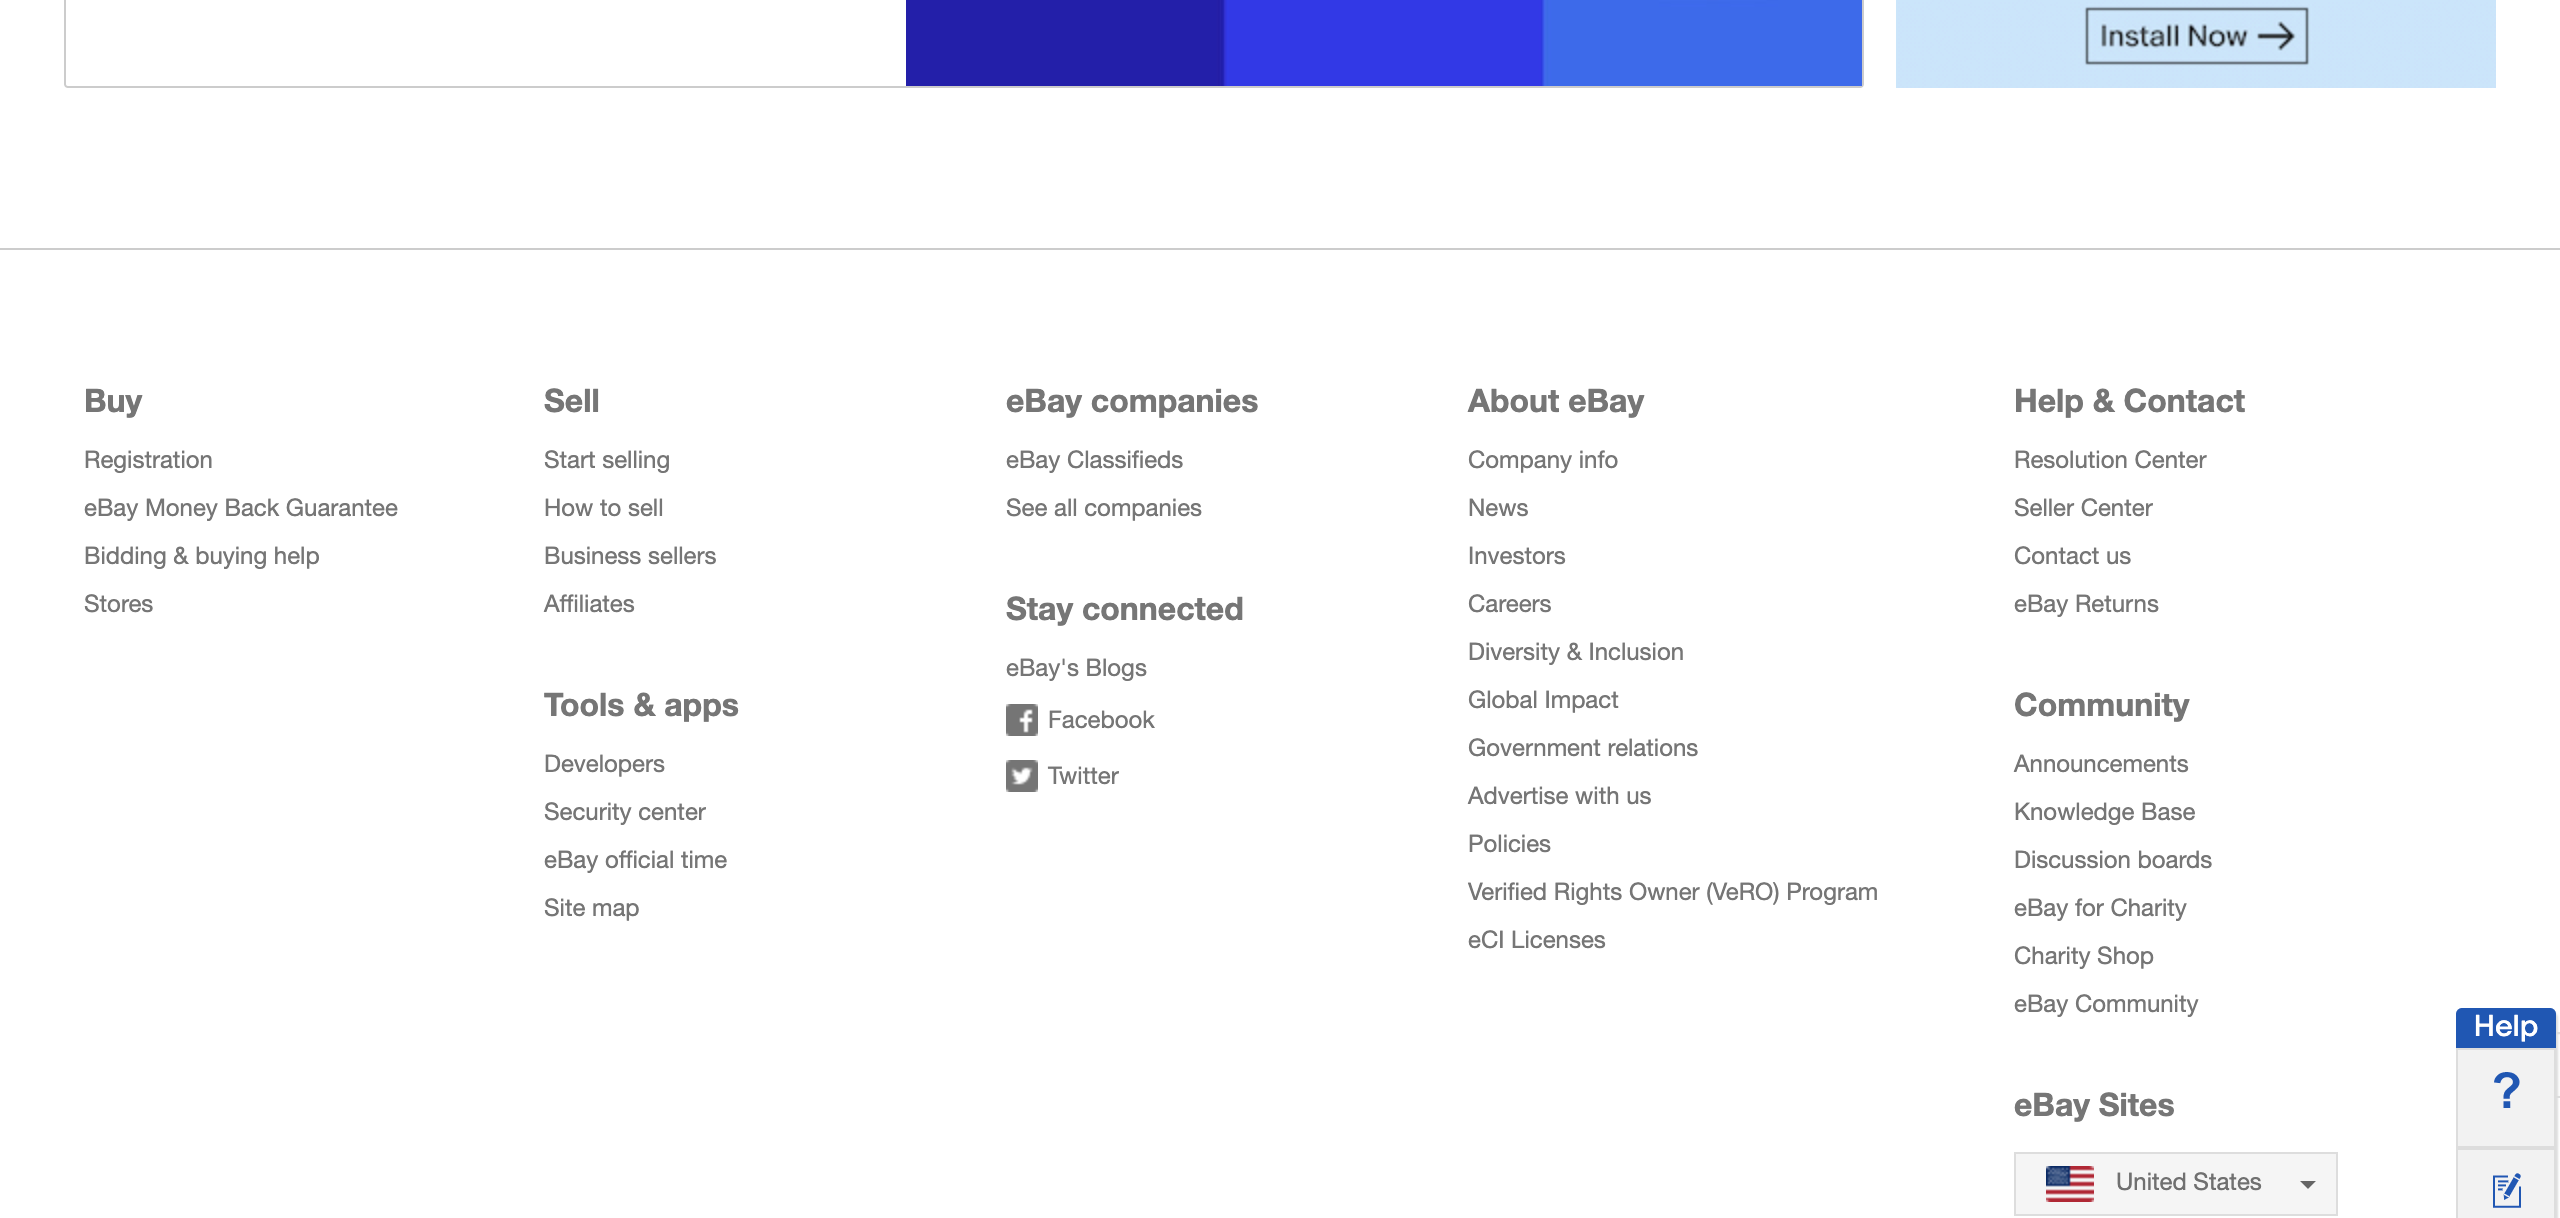 Install Now
Buy
Registration
eBay Money Back Guarantee
Bidding & buying help
Stores
Sell
Start selling
How to sell
Business sellers
Affiliates
Tools & apps
Developers
Security center
eBay official time
Site map
eBay companies
eBay Classifieds
See all companies
Stay connected
eBay's Blogs
Facebook
Twitter
About eBay
Company info
News
Investors
Careers
Diversity & Inclusion
Global Impact
Government relations
Advertise with us
Policies
Verified Rights Owner (VeRO) Program
eCI Licenses
Help & Contact
Resolution Center
Seller Center
Contact us
eBay Returns
Community
Announcements
Knowledge Base
Discussion boards
eBay for Charity
Charity Shop
eBay Community
eBay Sites
United States
Help
?